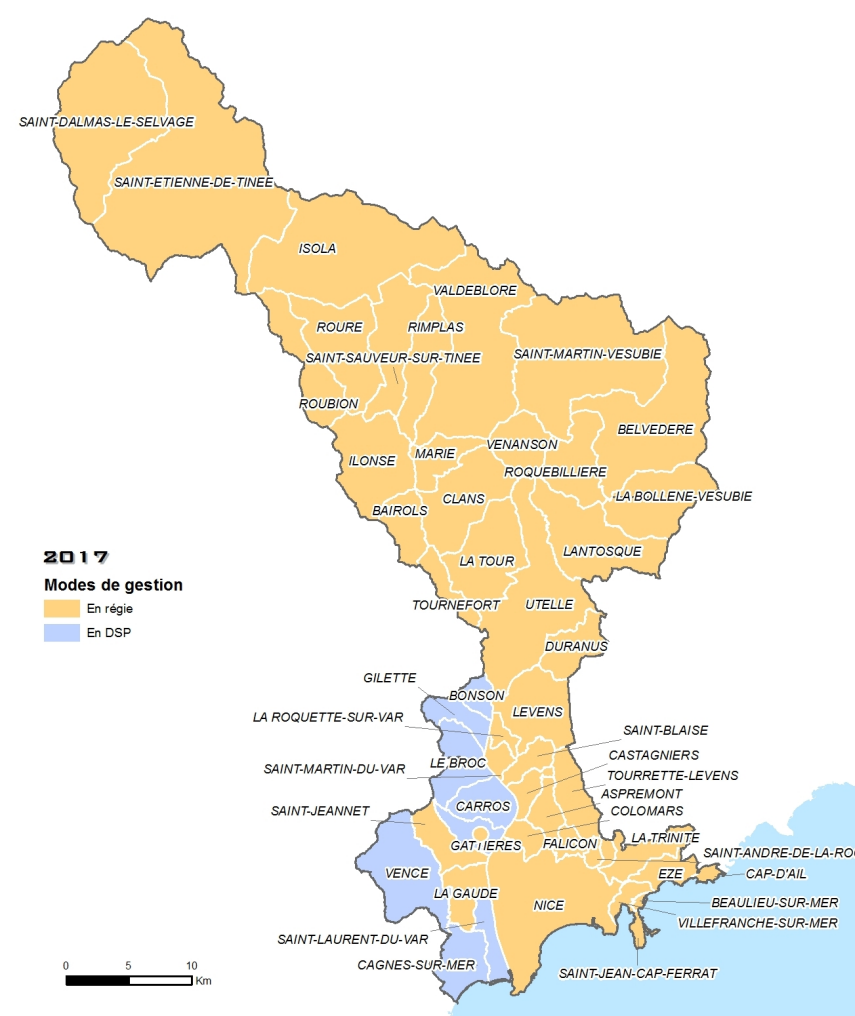 SAINT-DALMAS-LE-SELVAGE
SAINT-ETIENNE-DE-TINEE
ISOLA
VALDEBLORE
ROURE
RIMPLAS
SAINT-SAUVEUR-SUR-TINEE
SAINT-MARTIN-VESUBIE
ROUBION
BELVEDERE
VENANSON
MARIE
ILONSE
ROQUEBILLIERE
CLANS
LA BOLLENE-VESUBIE
BAIROLS
LANTOSQUE
LA TOUR
TOURNEFORT
UTELLE
DURANUS
2017
Modes de gestion
En régie
En DSP
GILETTE
BONSON
LA ROQUETTE-SUR-VAR
LEVENS
SAINT-BLAISE
CASTAGNIERS
LE BROC
SAINT-MARTIN-DU-VAR
TOURRETTE-LEVENS
ASPREMONT
CARROS
SAINT-JEANNET
COLOMARS
LA TRINITE
GATTIERES
FALICON
SAINT-ANDRE-DE-LA-RO
VENCE
EZE
CAP-D'AIL
LA GAUDE
NICE
BEAULIEU-SUR-MER
VILLEFRANCHE-SUR-MER
SAINT-LAURENT-DU-VAR
CAGNES-SUR-MER
SAINT-JEAN-CAP-FERRAT
0 5 10
Km